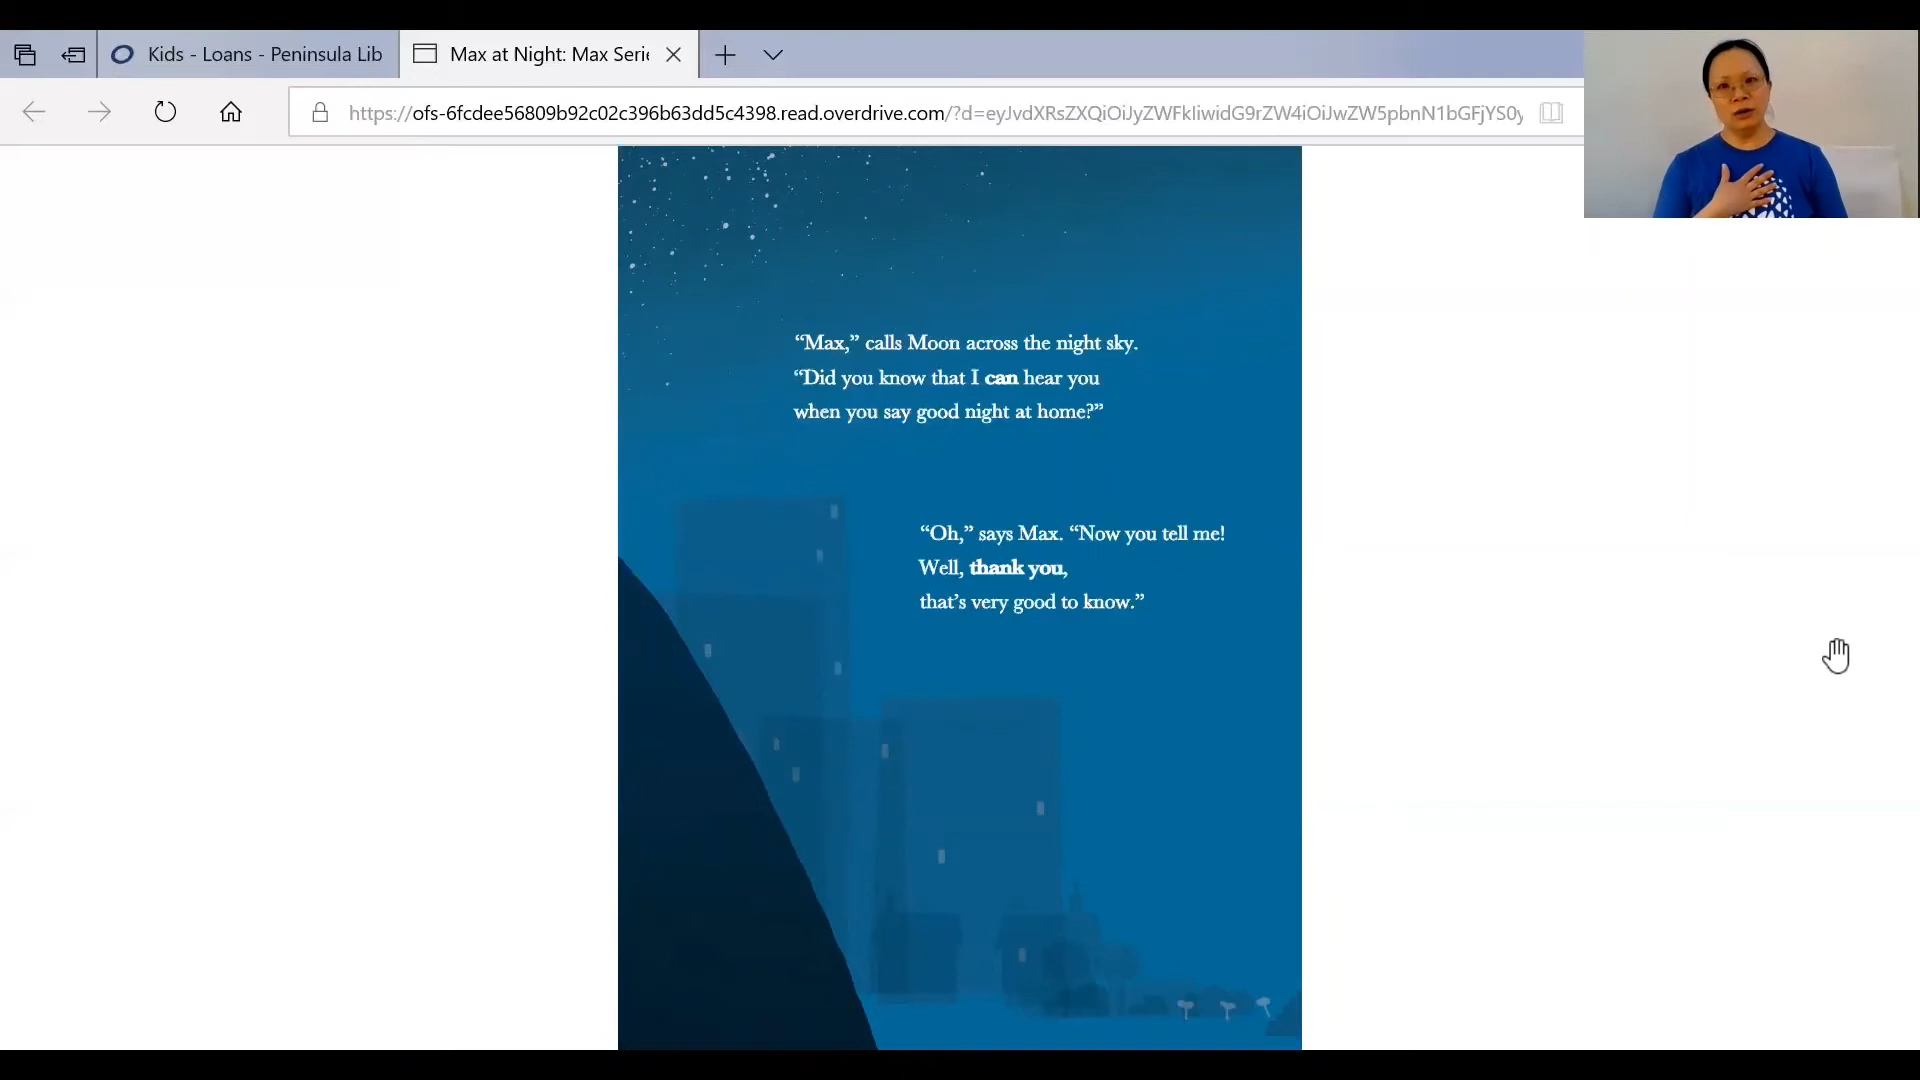 Kids - Loans - Peninsula Lib
Max at Night: Max Serie
https://ofs-6fcdee56809b92c02c396b63dd5c4398.read.overdrive.com/?d=eyJvdXRsZXQiOiJyZWFkIiwidG9rZW4iOiJwZW5pbnN1bGFjYS0y
“Max,” calls Moon across the night sky.
“Did you know that I can hear you
when you say good night at home?”
“Oh,” says Max. “Now you tell me!
Well, thank you,
that’s very good to know.”